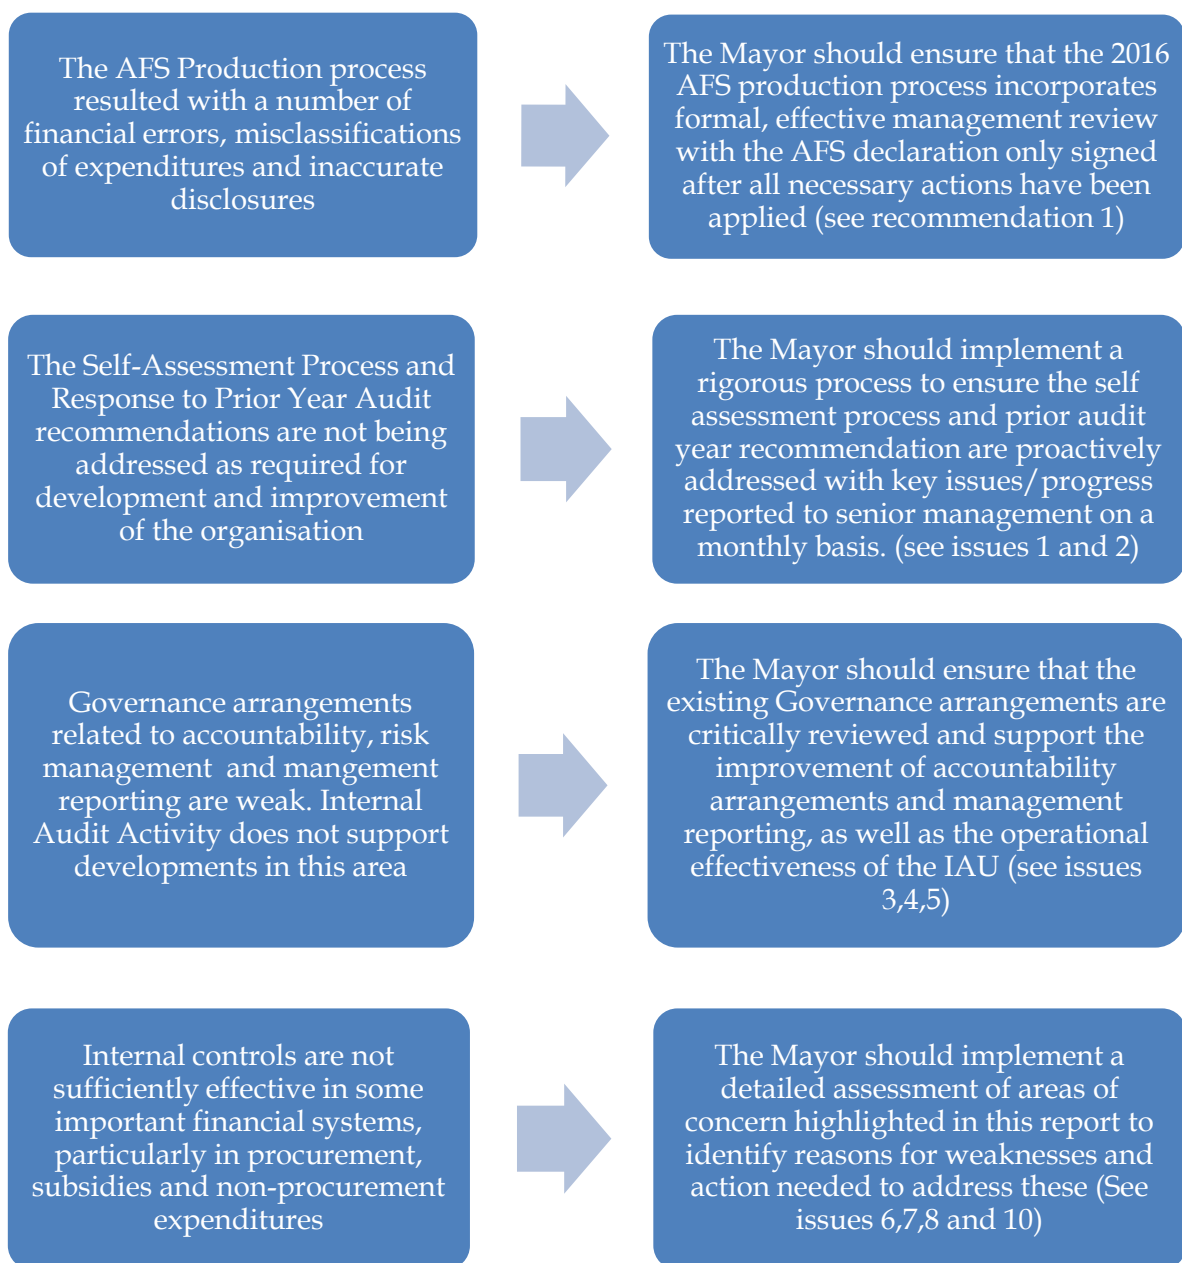 The AFS Production process
resulted with a number of
financial errors, misclassifications
of expenditures and inaccurate
disclosures
The Mayor should ensure that the 2016
AFS production process incorporates
formal, effective management review
with the AFS declaration only signed
after all necessary actions have been
applied (see recommendation 1)
The Self-Assessment Process and
Response to Prior Year Audit
recommendations are not being
addressed as required for
development and improvement
of the organisation
The Mayor should implement a
rigorous process to ensure the self
assessment process and prior audit
year recommendation are proactively
addressed with key issues/progress
reported to senior management on a
monthly basis. (see issues 1 and 2)
Governance arrangements
related to accountability, risk
management  and mangement
reporting are weak. Internal
Audit Activity does not support
developments in this area
The Mayor should ensure that the
existing Governance arrangements are
critically reviewed and support the
improvement of accountability
arrangements and management
reporting, as well as the operational
effectiveness of the IAU (see issues
3,4,5)
Internal controls are not
sufficiently effective in some
important financial systems,
particularly in procurement,
subsidies and non-procurement
expenditures
The Mayor should implement a
detailed assessment of areas of
concern highlighted in this report to
identify reasons for weaknesses and
action needed to address these (See
issues 6,7,8 and 10)